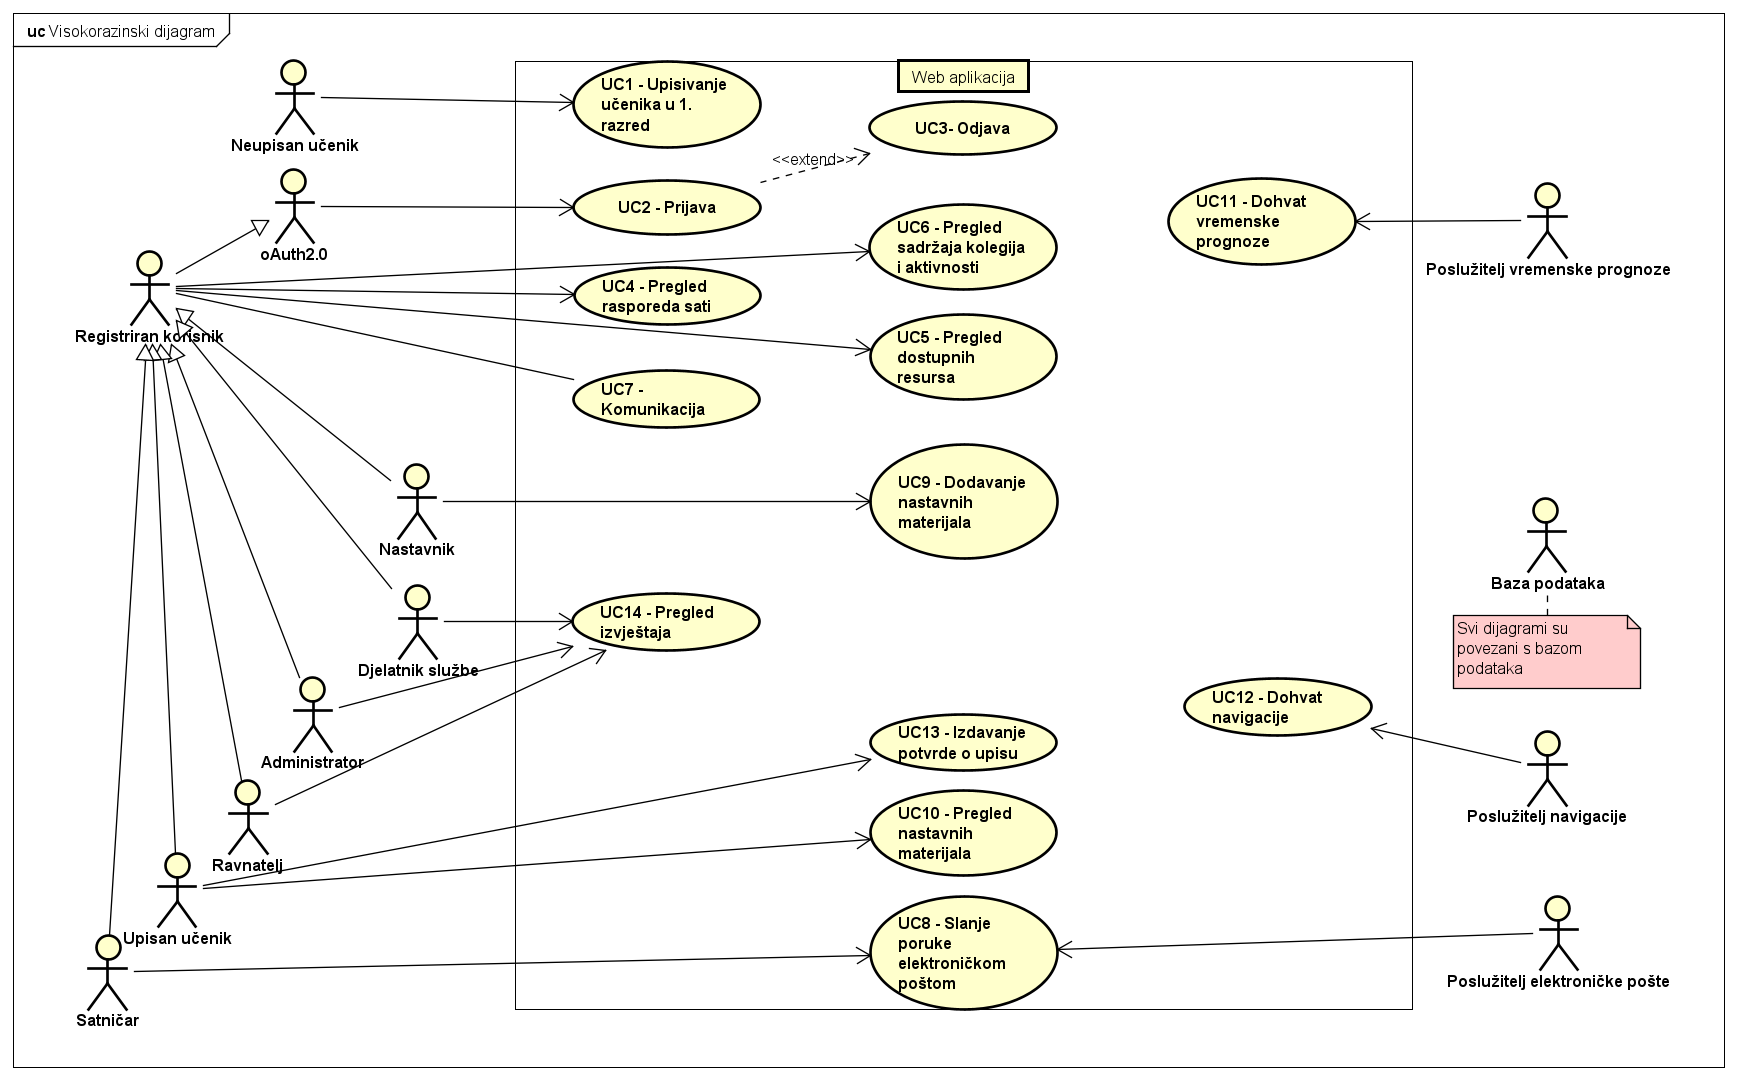 uc Visokorazinski dijagram
Web aplikacija
Neupisan učenik
UC1 - Upisivanje
učenika u 1.
razred
UC3- Odjava
<<extend>>
oAuth2.0
UC2 - Prijava
UC6 - Pregled
sadržaja kolegija
i aktivnosti
UC11 - Dohvat
vremenske
prognoze
Poslužitelj vremenske prognoze
Registriran korisnik
UC4 - Pregled
rasporeda sati
UC5 - Pregled
dostupnih
resursa
UC7 -
Komunikacija
Nastavnik
UC9 - Dodavanje
nastavnih
materijala
Baza podataka
Svi dijagrami su
povezani s bazom
podataka
Djelatnik službe
UC14 - Pregled
izvještaja
Administrator
UC13 - Izdavanje
potvrde o upisu
UC12 - Dohvat
navigacije
Poslužitelj navigacije
Ravnatelj
UC10 - Pregled
nastavnih
materijala
Upisan učenik
UC8 - Slanje
poruke
elektroničkom
poštom
Poslužitelj elektroničke pošte
Satničar